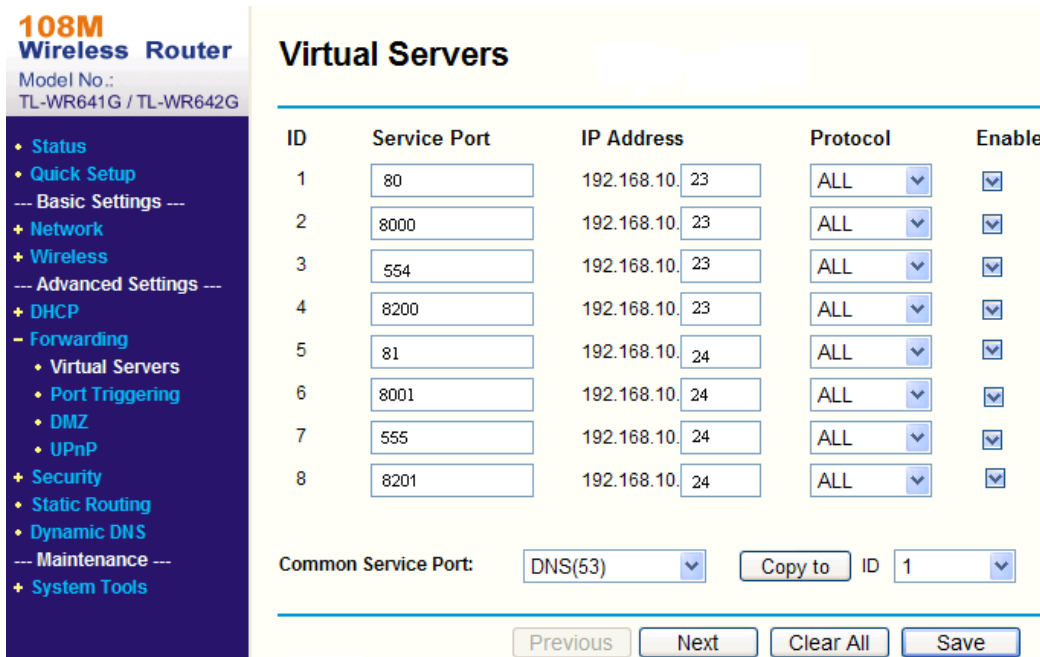 108M
Wireless Router
Model No.:
TL-WR641G / TL-WR642G
Status
Quick Setup
--- Basic Settings ---
+ Network
+ Wireless
--- Advanced Settings ---
+ DHCP
− Forwarding
Virtual Servers
Port Triggering
DMZ
UPnP
+ Security
Static Routing
Dynamic DNS
--- Maintenance ---
+ System Tools
Virtual Servers
ID Service Port IP Address Protocol Enable
1 80 192.168.10. 23 ALL
2 8000 192.168.10. 23 ALL
3 554 192.168.10. 23 ALL
4 8200 192.168.10. 23 ALL
5 81 192.168.10. 24 ALL
6 8001 192.168.10. 24 ALL
7 555 192.168.10. 24 ALL
8 8201 192.168.10. 24 ALL
Common Service Port: DNS(53) Copy to ID 1
Previous Next Clear All Save